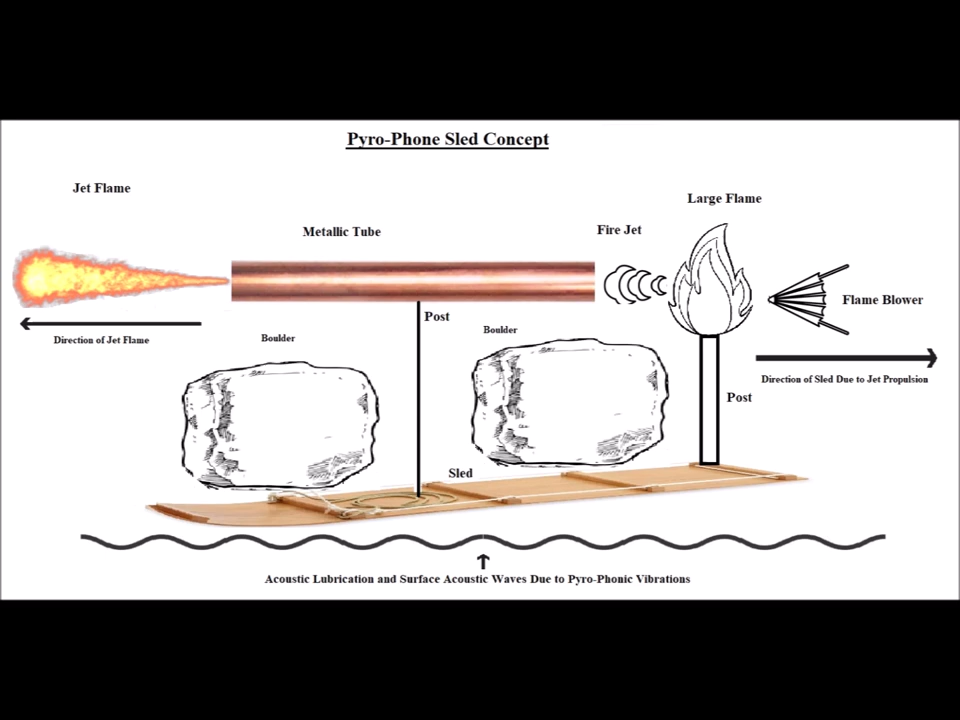 Pyro-Phone Sled Concept
Jet Flame
Large Flame
Metallic Tube
Fire Jet
Flame Blower
Post
Direction of Jet Flame
Boulder
Boulder
Direction of Sled Due to Jet Propulsion
Post
Sled
Acoustic Lubrication and Surface Acoustic Waves Due to Pyro-Phonic Vibrations